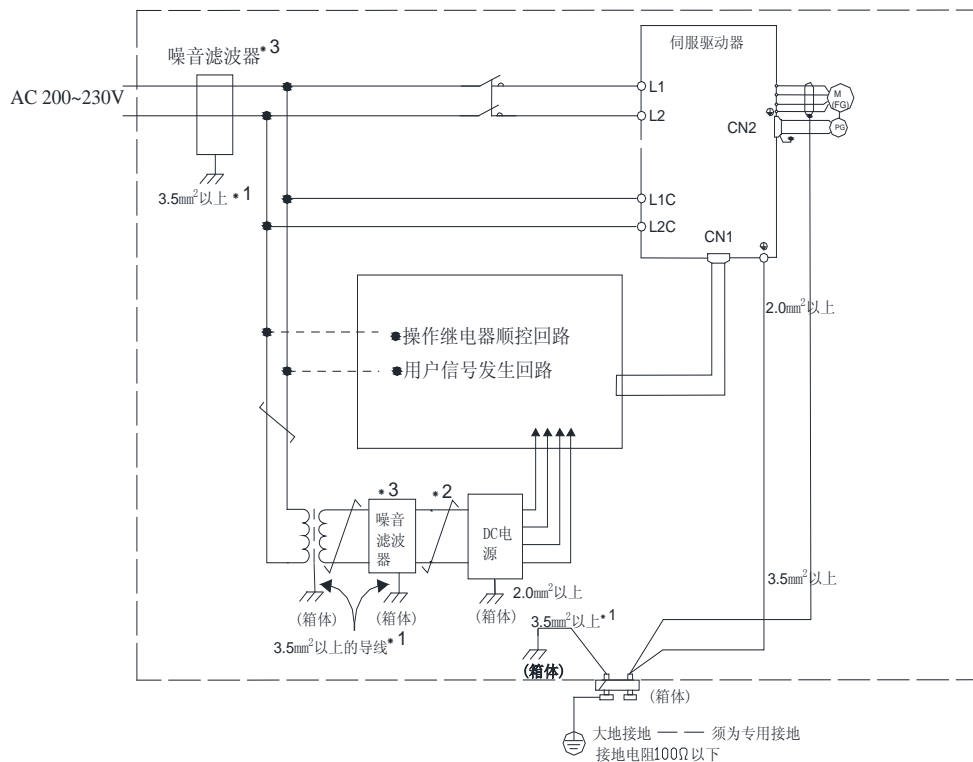 伺服驱动器
噪音滤波器*3
AC 200~230V
L1
L2
M
(FG)
PG
CN2
3.5mm²以上*1
L1C
L2C
CN1
2.0mm²以上
●操作继电器顺控回路
●用户信号发生回路
*3
*2
噪音
滤波
器
DC电
源
3.5mm²以上
2.0mm²以上
(箱体)
(箱体)
(箱体)
3.5mm²以上*1
3.5mm²以上的导线*1
(箱体)
(箱体)
大地接地 — — 须为专用接地
接地电阻100Ω以下